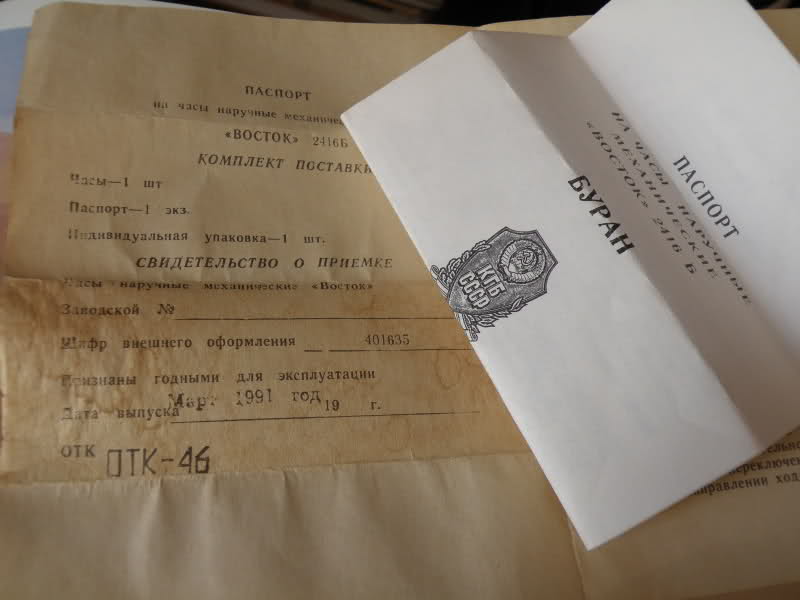 ПАСПОРТ
на часы наручные
«ВОСТОК» 2416Б
КОМПЛЕКТ ПОСТАВКИ
Часы—1 шт
Паспорт—1 экз.
Индивидуальная упаковка—1 шт.
СВИДЕТЕЛЬСТВО О ПРИЕМКЕ
Часы наручные механические «Восток»
Заводской №
Шифр внешнего оформления 401635
Признаны годными для эксплуатации
Март 1991 год
Дата выпуска 19 г.
ОТК ОТК-46
ПАСПОРТ
НА ЧАСЫ НАРУЧНЫЕ
МЕХАНИЧЕСКИЕ
«ВОСТОК» 2416 Б
БУРАН
КГБ
СССР